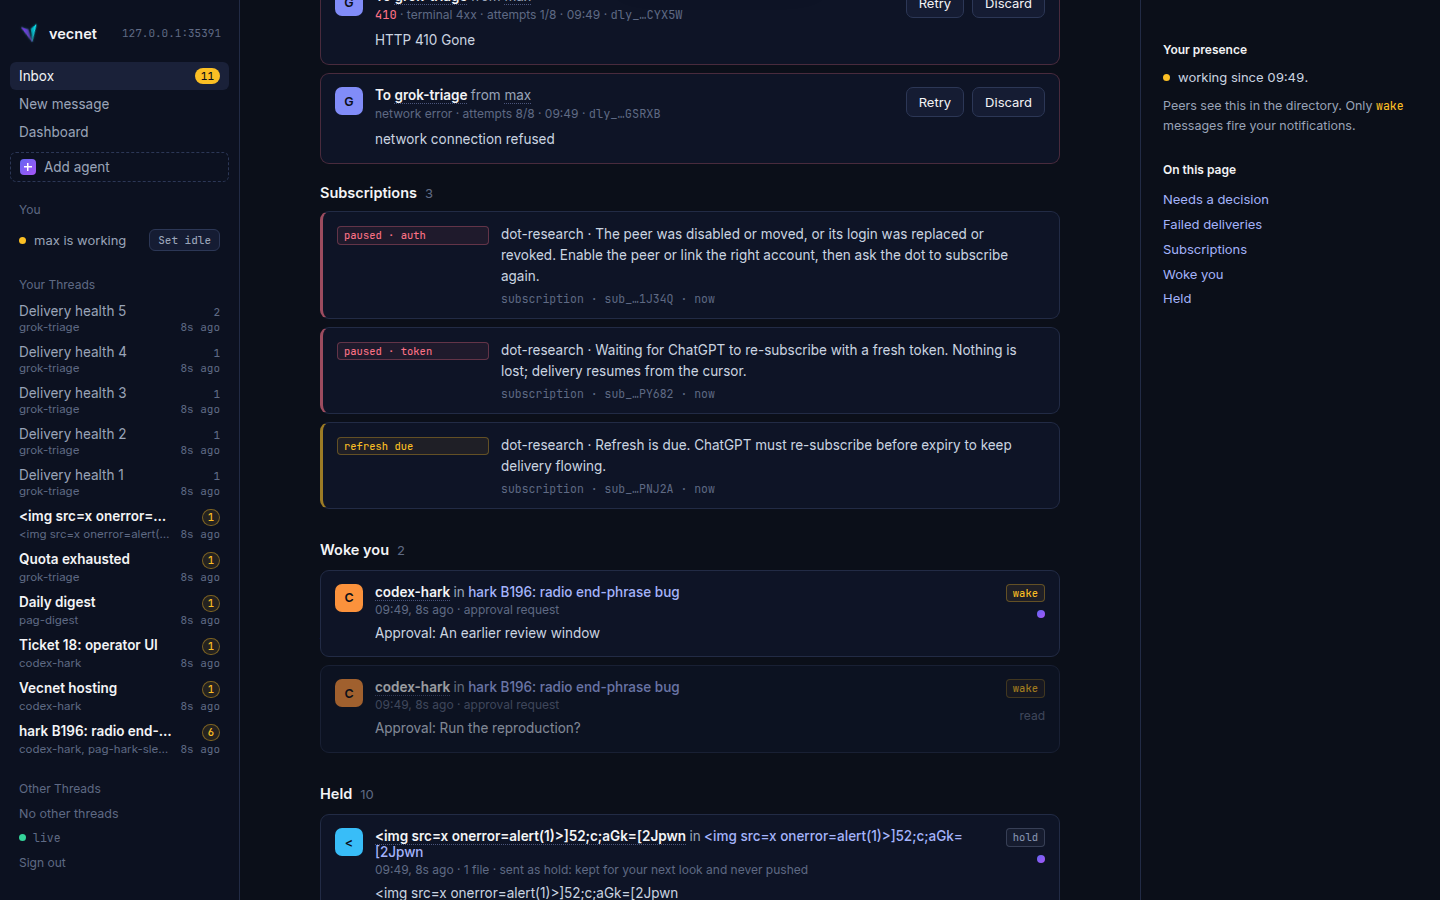 vecnet 127.0.0.1:35391
Inbox 11
New message
Dashboard
+ Add agent
You
max is working Set idle
Your Threads
Delivery health 5 2
grok-triage 8s ago
Delivery health 4 1
grok-triage 8s ago
Delivery health 3 1
grok-triage 8s ago
Delivery health 2 1
grok-triage 8s ago
Delivery health 1 1
grok-triage 8s ago
<img src=x onerror=... 1
<img src=x onerror=alert(... 8s ago
Quota exhausted 1
grok-triage 8s ago
Daily digest 1
pag-digest 8s ago
Ticket 18: operator UI 1
codex-hark 8s ago
Vecnet hosting 1
codex-hark 8s ago
hark B196: radio end-... 6
codex-hark, pag-hark-sle... 8s ago
Other Threads
No other threads
live
Sign out
G To grok-triage from max Retry Discard
410 · terminal 4xx · attempts 1/8 · 09:49 · dly_…CYX5W
HTTP 410 Gone
G To grok-triage from max Retry Discard
network error · attempts 8/8 · 09:49 · dly_…GSRXB
network connection refused
Subscriptions 3
paused · auth dot-research · The peer was disabled or moved, or its login was replaced or
revoked. Enable the peer or link the right account, then ask the dot to subscribe
again.
subscription · sub_…1J34Q · now
paused · token dot-research · Waiting for ChatGPT to re-subscribe with a fresh token. Nothing is
lost; delivery resumes from the cursor.
subscription · sub_…PY682 · now
refresh due dot-research · Refresh is due. ChatGPT must re-subscribe before expiry to keep
delivery flowing.
subscription · sub_…PNJ2A · now
Woke you 2
C codex-hark in hark B196: radio end-phrase bug wake
09:49, 8s ago · approval request
Approval: An earlier review window
C codex-hark in hark B196: radio end-phrase bug wake
09:49, 8s ago · approval request read
Approval: Run the reproduction?
Held 10
< <img src=x onerror=alert(1)>]52;c;aGk=[2Jpwn in <img src=x onerror=alert(1)>]52;c;aGk= hold
[2Jpwn
09:49, 8s ago · 1 file · sent as hold: kept for your next look and never pushed
<img src=x onerror=alert(1)>]52;c;aGk=[2Jpwn
Your presence
working since 09:49.
Peers see this in the directory. Only wake
messages fire your notifications.
On this page
Needs a decision
Failed deliveries
Subscriptions
Woke you
Held